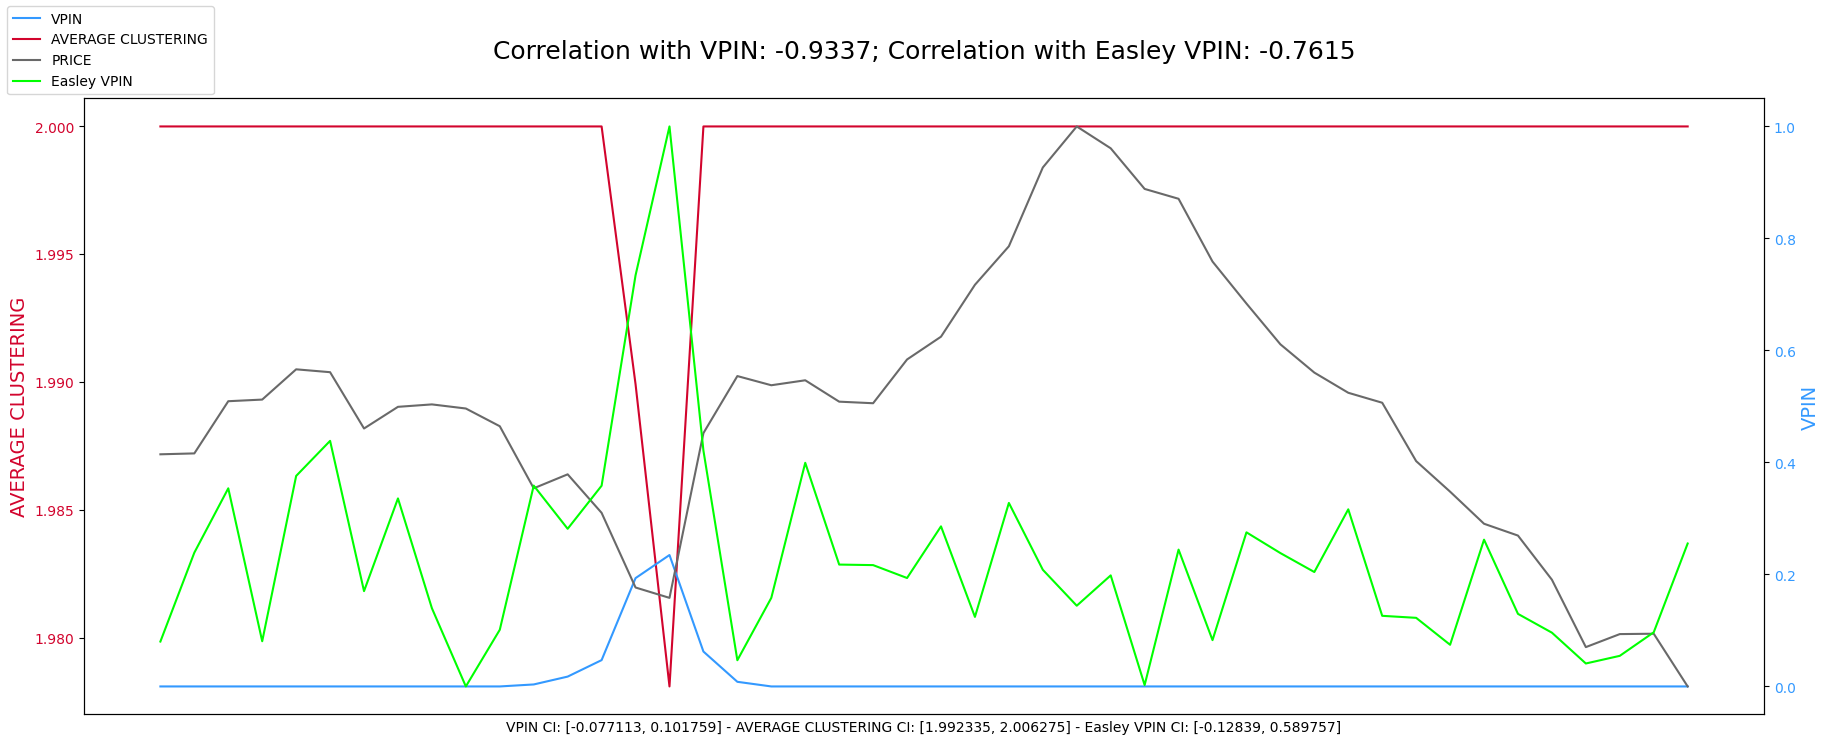 VPIN
AVERAGE CLUSTERING
PRICE
Easley VPIN
Correlation with VPIN: -0.9337; Correlation with Easley VPIN: -0.7615
AVERAGE CLUSTERING
2.000
1.995
1.990
1.985
1.980
1.0
0.8
0.6
0.4
0.2
0.0
VPIN
VPIN CI: [-0.077113, 0.101759] - AVERAGE CLUSTERING CI: [1.992335, 2.006275] - Easley VPIN CI: [-0.12839, 0.589757]